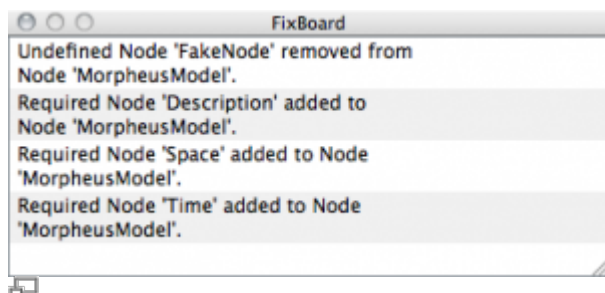 FixBoard
Undefined Node 'FakeNode' removed from
Node 'MorpheusModel'.
Required Node 'Description' added to
Node 'MorpheusModel'.
Required Node 'Space' added to Node
'MorpheusModel'.
Required Node 'Time' added to Node
'MorpheusModel'.